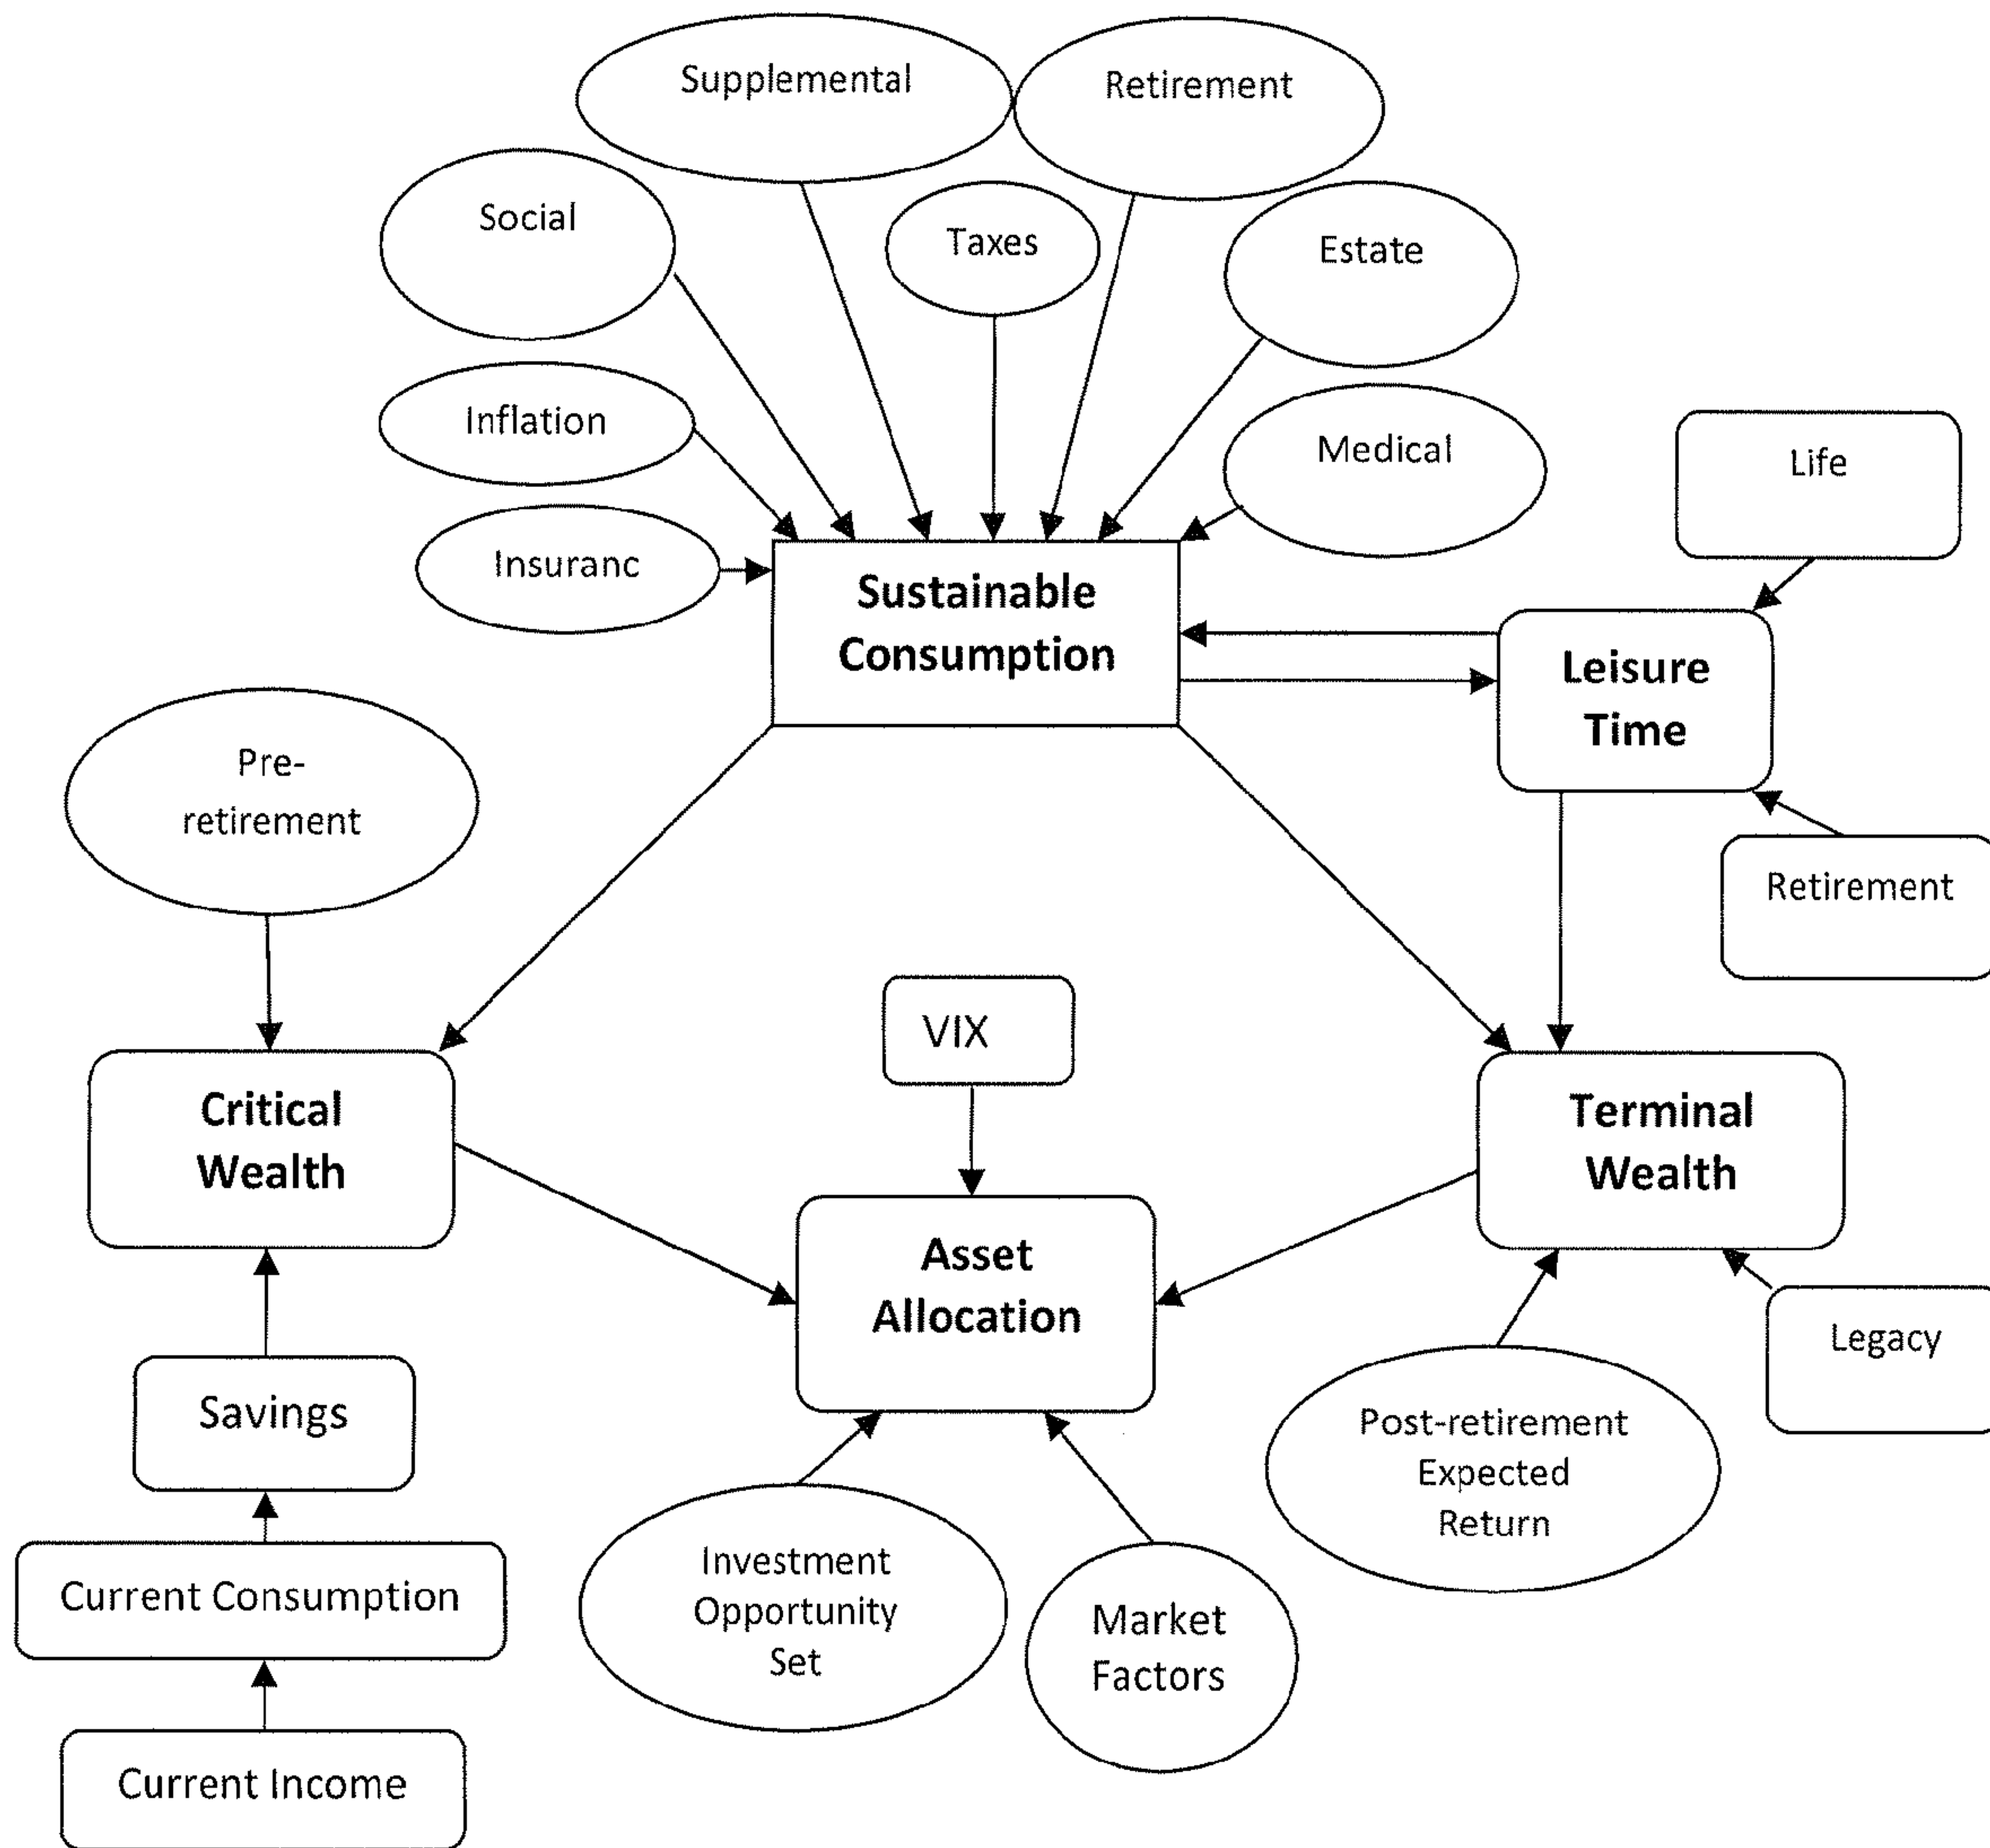 Supplemental
Retirement
Social
Taxes
Estate
Inflation
Medical
Life
Insuranc
Sustainable
Consumption
Leisure
Time
Pre-
retirement
Retirement
VIX
Critical
Wealth
Terminal
Wealth
Asset
Allocation
Legacy
Savings
Post-retirement
Expected
Return
Investment
Opportunity
Set
Current Consumption
Market
Factors
Current Income